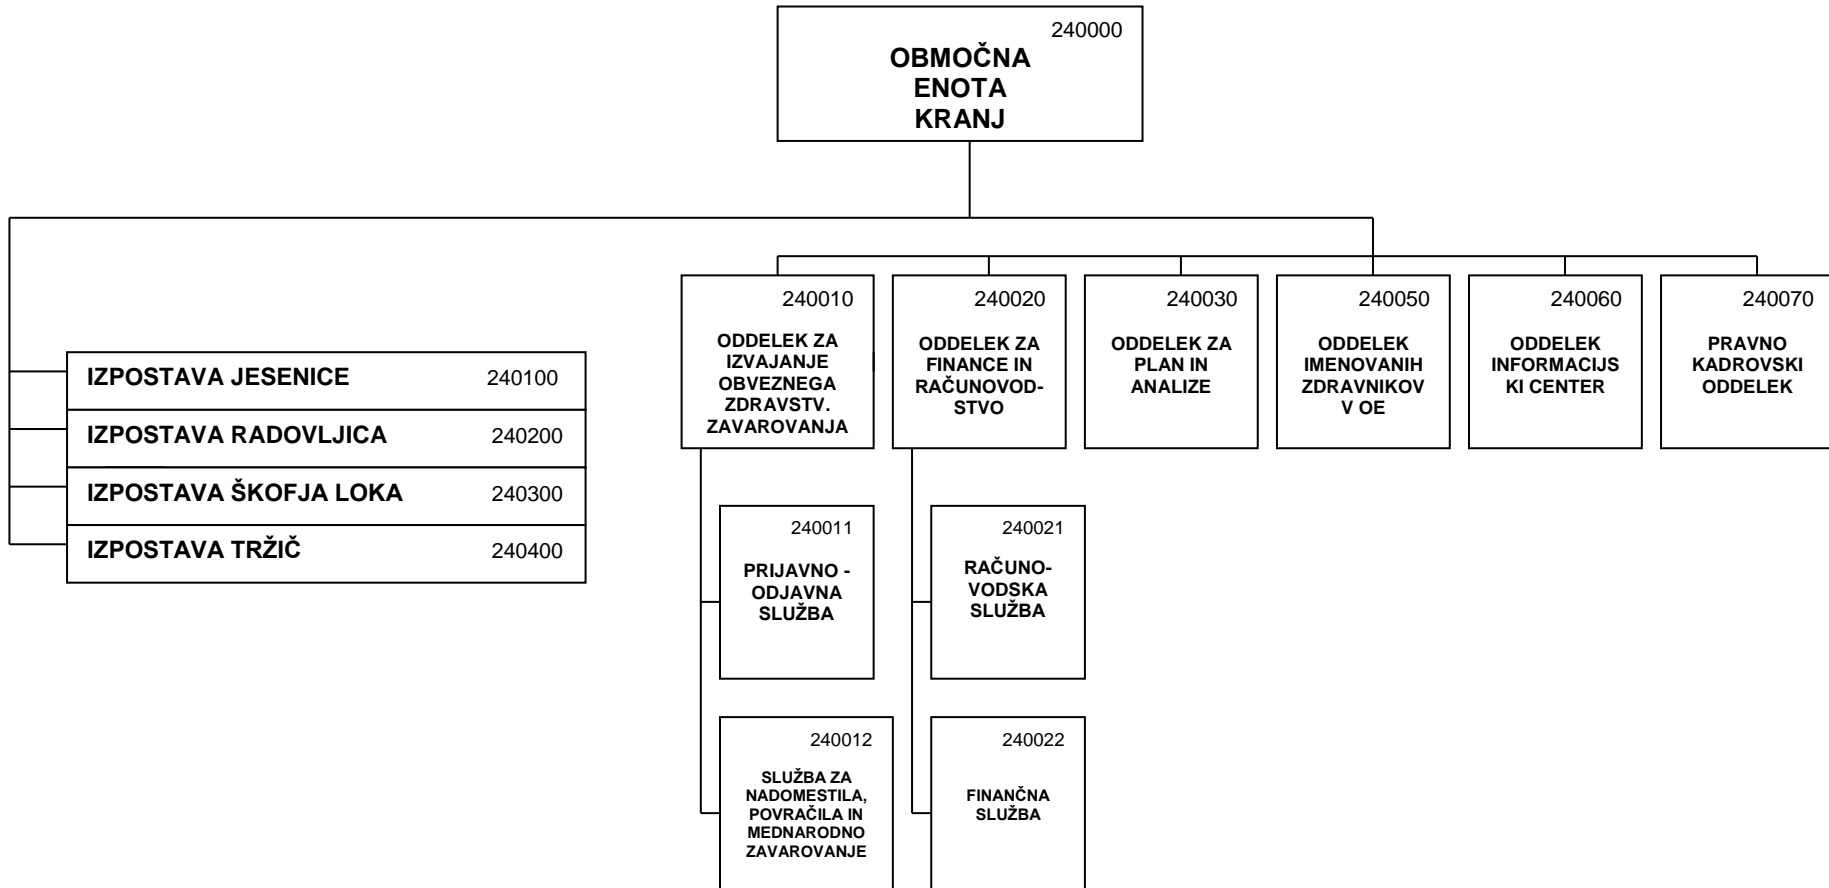 240000
OBMOČNA
ENOTA
KRANJ
IZPOSTAVA JESENICE 240100
IZPOSTAVA RADOVLJICA 240200
IZPOSTAVA ŠKOFJA LOKA 240300
IZPOSTAVA TRŽIČ 240400
240010
ODDELEK ZA
IZVAJANJE
OBVEZNEGA
ZDRAVSTV.
ZAVAROVANJA
240020
ODDELEK ZA
FINANCE IN
RAČUNOVOD-
STVO
240030
ODDELEK ZA
PLAN IN
ANALIZE
240050
ODDELEK
IMENOVANIH
ZDRAVNIKOV
V OE
240060
ODDELEK
INFORMACIJS
KI CENTER
240070
PRAVNO
KADROVSKI
ODDELEK
240011
PRIJAVNO -
ODJAVNA
SLUŽBA
240021
RAČUNO-
VODSKA
SLUŽBA
240012
SLUŽBA ZA
NADOMESTILA,
POVRAČILA IN
MEDNARODNO
ZAVAROVANJE
240022
FINANČNA
SLUŽBA